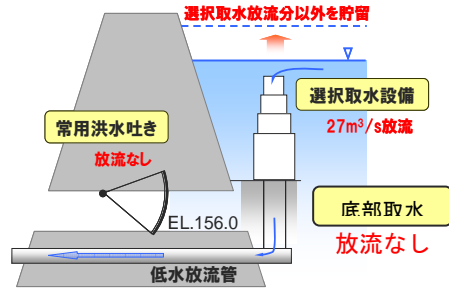 選択取水放流分以外を貯留
選択取水設備
27m³/s放流
常用洪水吐き
放流なし
EL.156.0
底部取水
放流なし
低水放流管